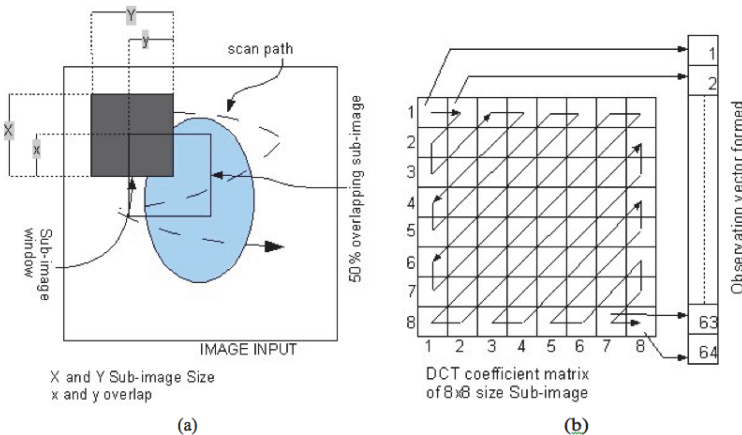 Y
y
scan path
X
x
Sub-image
window
50% overlapping sub-image
IMAGE INPUT
X and Y Sub-image Size
x and y overlap
(a)
1
2
3
4
5
6
7
8
1 2 3 4 5 6 7 8
1
2
63
64
Observation vector formed
DCT coefficient matrix
of 8x8 size Sub-image
(b)